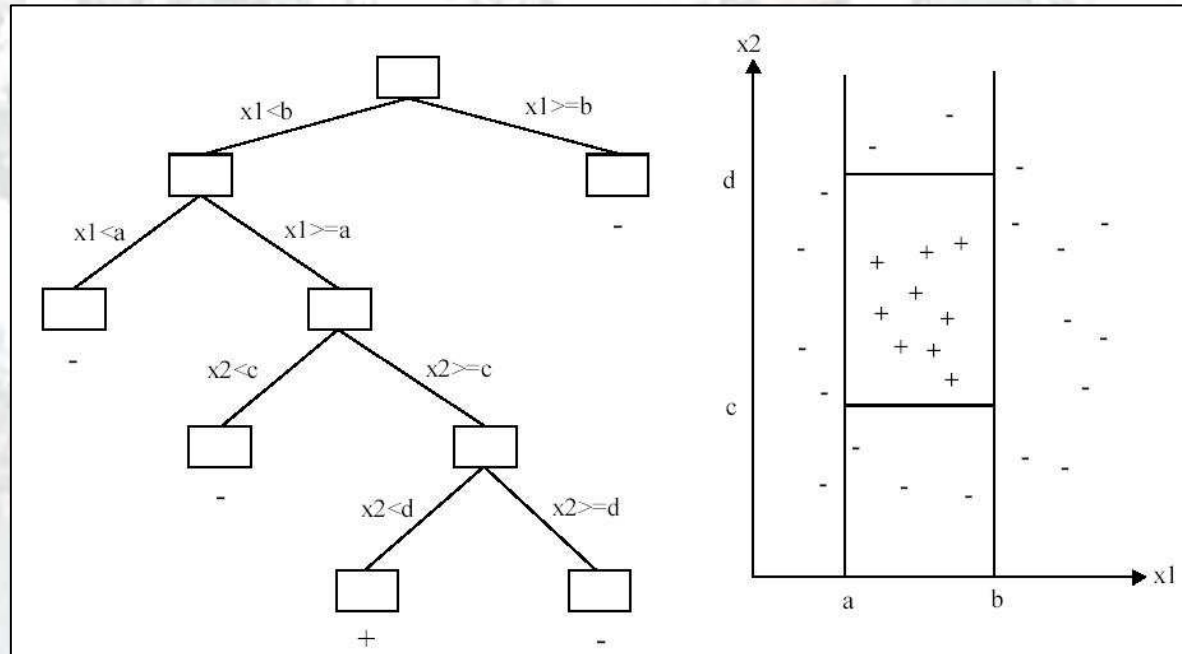 x1<b
x1>=b
-
x1<a
x1>=a
-
x2<c
x2>=c
-
x2<d
x2>=d
+
-
x2
-
-
-
d
-
-
-
-
-
-
+
+
+
+
+
+
+
+
+
-
-
-
-
-
-
c
-
-
-
-
-
-
-
x1
a
b